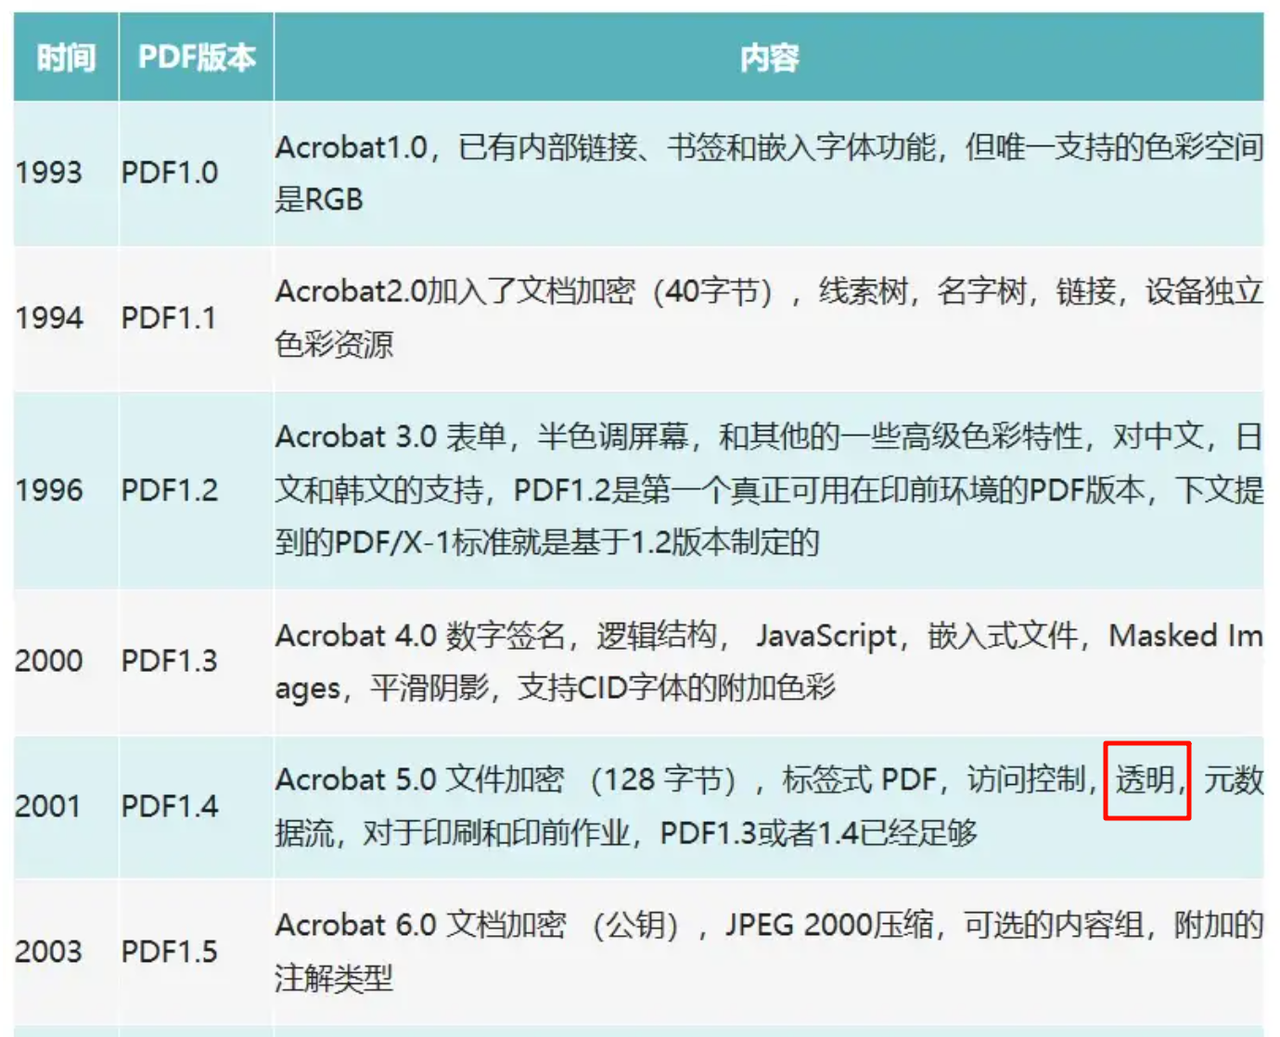 时间 PDF版本 内容
Acrobat1.0，已有内部链接、书签和嵌入字体功能，但唯一支持的色彩空间
1993 PDF1.0
是RGB
Acrobat2.0加入了文档加密（40字节），线索树，名字树，链接，设备独立
1994 PDF1.1
色彩资源
Acrobat 3.0 表单，半色调屏幕，和其他的一些高级色彩特性，对中文，日
1996 PDF1.2 文和韩文的支持，PDF1.2是第一个真正可用在印前环境的PDF版本，下文提
到的PDF/X-1标准就是基于1.2版本制定的
Acrobat 4.0 数字签名，逻辑结构， JavaScript，嵌入式文件，Masked Im
2000 PDF1.3
ages，平滑阴影，支持CID字体的附加色彩
Acrobat 5.0 文件加密 （128 字节），标签式 PDF，访问控制，透明，元数
2001 PDF1.4
据流，对于印刷和印前作业，PDF1.3或者1.4已经足够
Acrobat 6.0 文档加密 （公钥），JPEG 2000压缩，可选的内容组，附加的
2003 PDF1.5
注解类型